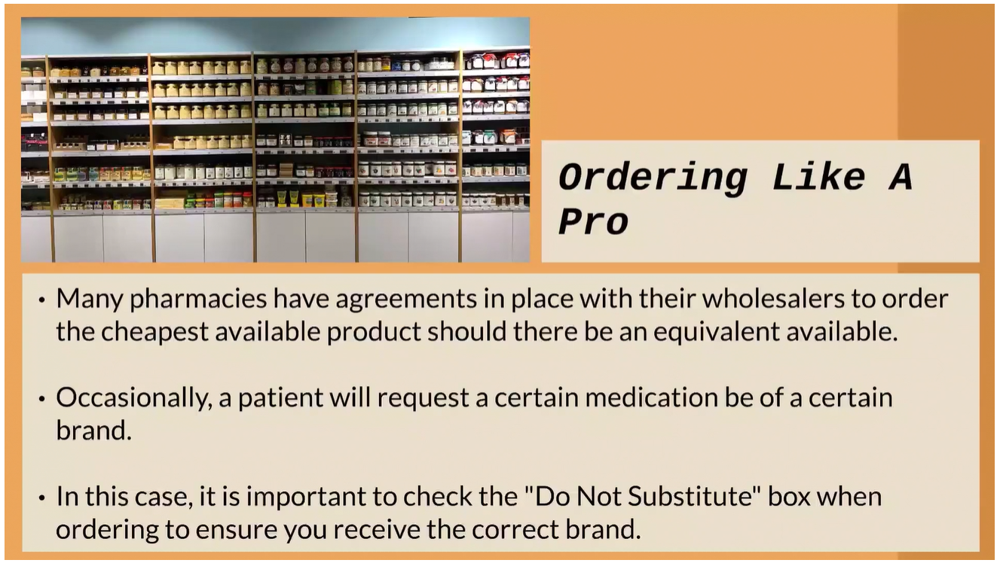 Ordering Like A
Pro
• Many pharmacies have agreements in place with their wholesalers to order
the cheapest available product should there be an equivalent available.
• Occasionally, a patient will request a certain medication be of a certain
brand.
• In this case, it is important to check the "Do Not Substitute" box when
ordering to ensure you receive the correct brand.